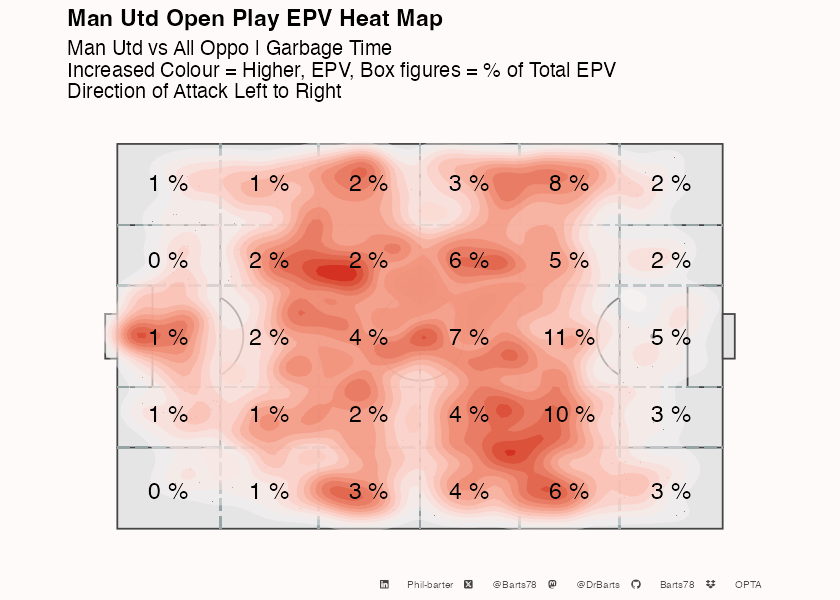 Man Utd Open Play EPV Heat Map
Man Utd vs All Oppo | Garbage Time
Increased Colour = Higher, EPV, Box figures = % of Total EPV
Direction of Attack Left to Right
1 % 1 % 2 % 3 % 8 % 2 %
0 % 2 % 2 % 6 % 5 % 2 %
1 % 2 % 4 % 7 % 11 % 5 %
1 % 1 % 2 % 4 % 10 % 3 %
0 % 1 % 3 % 4 % 6 % 3 %
Phil-barter @Barts78 @DrBarts Barts78 OPTA